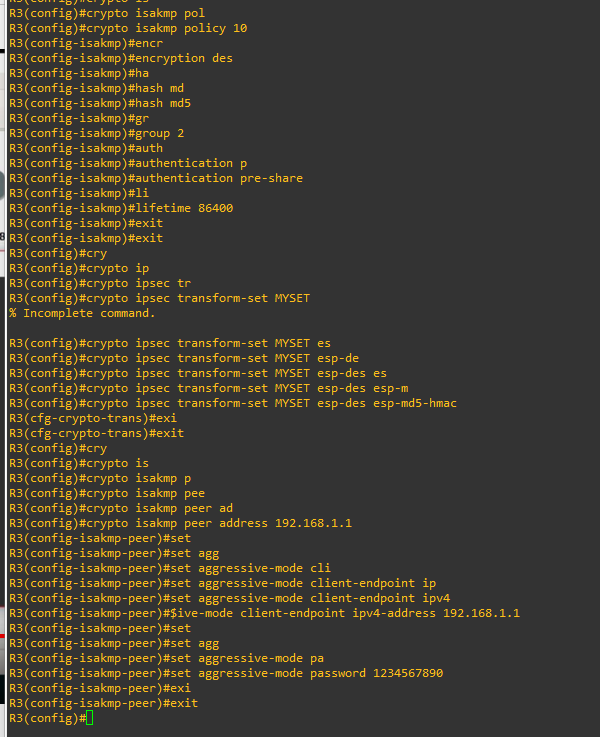 R3(config)#crypto is
R3(config)#crypto isakmp pol
R3(config)#crypto isakmp policy 10
R3(config-isakmp)#encr
R3(config-isakmp)#encryption des
R3(config-isakmp)#ha
R3(config-isakmp)#hash md
R3(config-isakmp)#hash md5
R3(config-isakmp)#gr
R3(config-isakmp)#group 2
R3(config-isakmp)#auth
R3(config-isakmp)#authentication p
R3(config-isakmp)#authentication pre-share
R3(config-isakmp)#li
R3(config-isakmp)#lifetime 86400
R3(config-isakmp)#exit
R3(config-isakmp)#exit
R3(config)#cry
R3(config)#crypto ip
R3(config)#crypto ipsec tr
R3(config)#crypto ipsec transform-set MYSET
% Incomplete command.
R3(config)#crypto ipsec transform-set MYSET es
R3(config)#crypto ipsec transform-set MYSET esp-de
R3(config)#crypto ipsec transform-set MYSET esp-des es
R3(config)#crypto ipsec transform-set MYSET esp-des esp-m
R3(config)#crypto ipsec transform-set MYSET esp-des esp-md5-hmac
R3(cfg-crypto-trans)#exi
R3(cfg-crypto-trans)#exit
R3(config)#cry
R3(config)#crypto is
R3(config)#crypto isakmp p
R3(config)#crypto isakmp pee
R3(config)#crypto isakmp peer ad
R3(config)#crypto isakmp peer address 192.168.1.1
R3(config-isakmp-peer)#set
R3(config-isakmp-peer)#set agg
R3(config-isakmp-peer)#set aggressive-mode cli
R3(config-isakmp-peer)#set aggressive-mode client-endpoint ip
R3(config-isakmp-peer)#set aggressive-mode client-endpoint ipv4
R3(config-isakmp-peer)#$ive-mode client-endpoint ipv4-address 192.168.1.1
R3(config-isakmp-peer)#set
R3(config-isakmp-peer)#set agg
R3(config-isakmp-peer)#set aggressive-mode pa
R3(config-isakmp-peer)#set aggressive-mode password 1234567890
R3(config-isakmp-peer)#exi
R3(config-isakmp-peer)#exit
R3(config)#